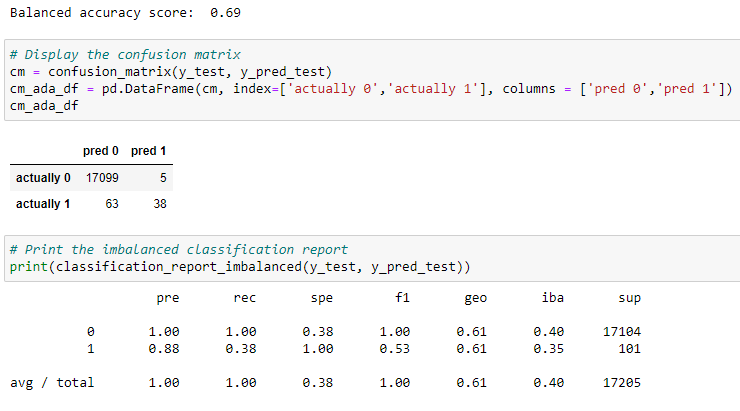 Balanced accuracy score:  0.69
# Display the confusion matrix
cm = confusion_matrix(y_test, y_pred_test)
cm_ada_df = pd.DataFrame(cm, index=['actually 0','actually 1'], columns = ['pred 0','pred 1'])
cm_ada_df
pred 0 pred 1
actually 0 17099 5
actually 1 63 38
# Print the imbalanced classification report
print(classification_report_imbalanced(y_test, y_pred_test))
pre rec spe f1 geo iba sup
0 1.00 1.00 0.38 1.00 0.61 0.40 17104
1 0.88 0.38 1.00 0.53 0.61 0.35 101
avg / total 1.00 1.00 0.38 1.00 0.61 0.40 17205